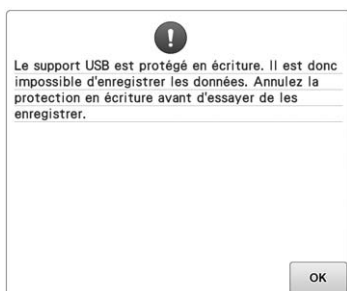 Le support USB est protégé en écriture. Il est donc
impossible d'enregistrer les données. Annulez la
protection en écriture avant d'essayer de les
enregistrer.
OK